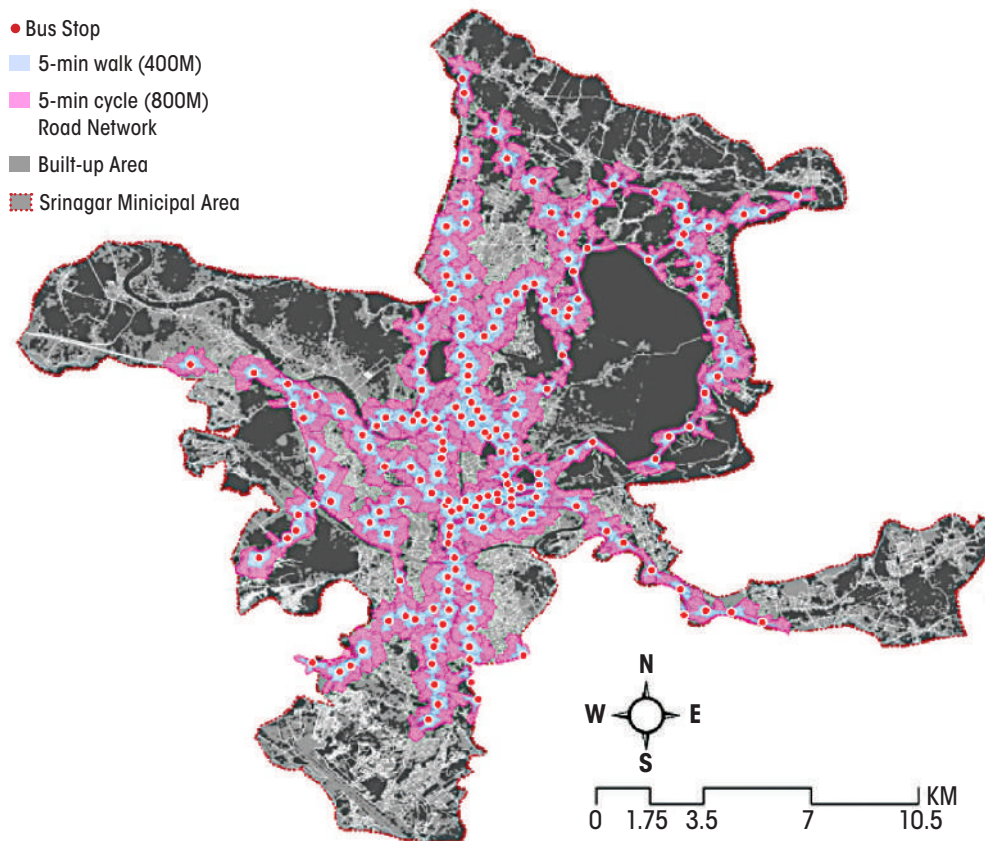 Bus Stop
5-min walk (400M)
5-min cycle (800M)
Road Network
Built-up Area
Srinagar Minicipal Area
N
W E
S
KM
0 1.75 3.5 7 10.5